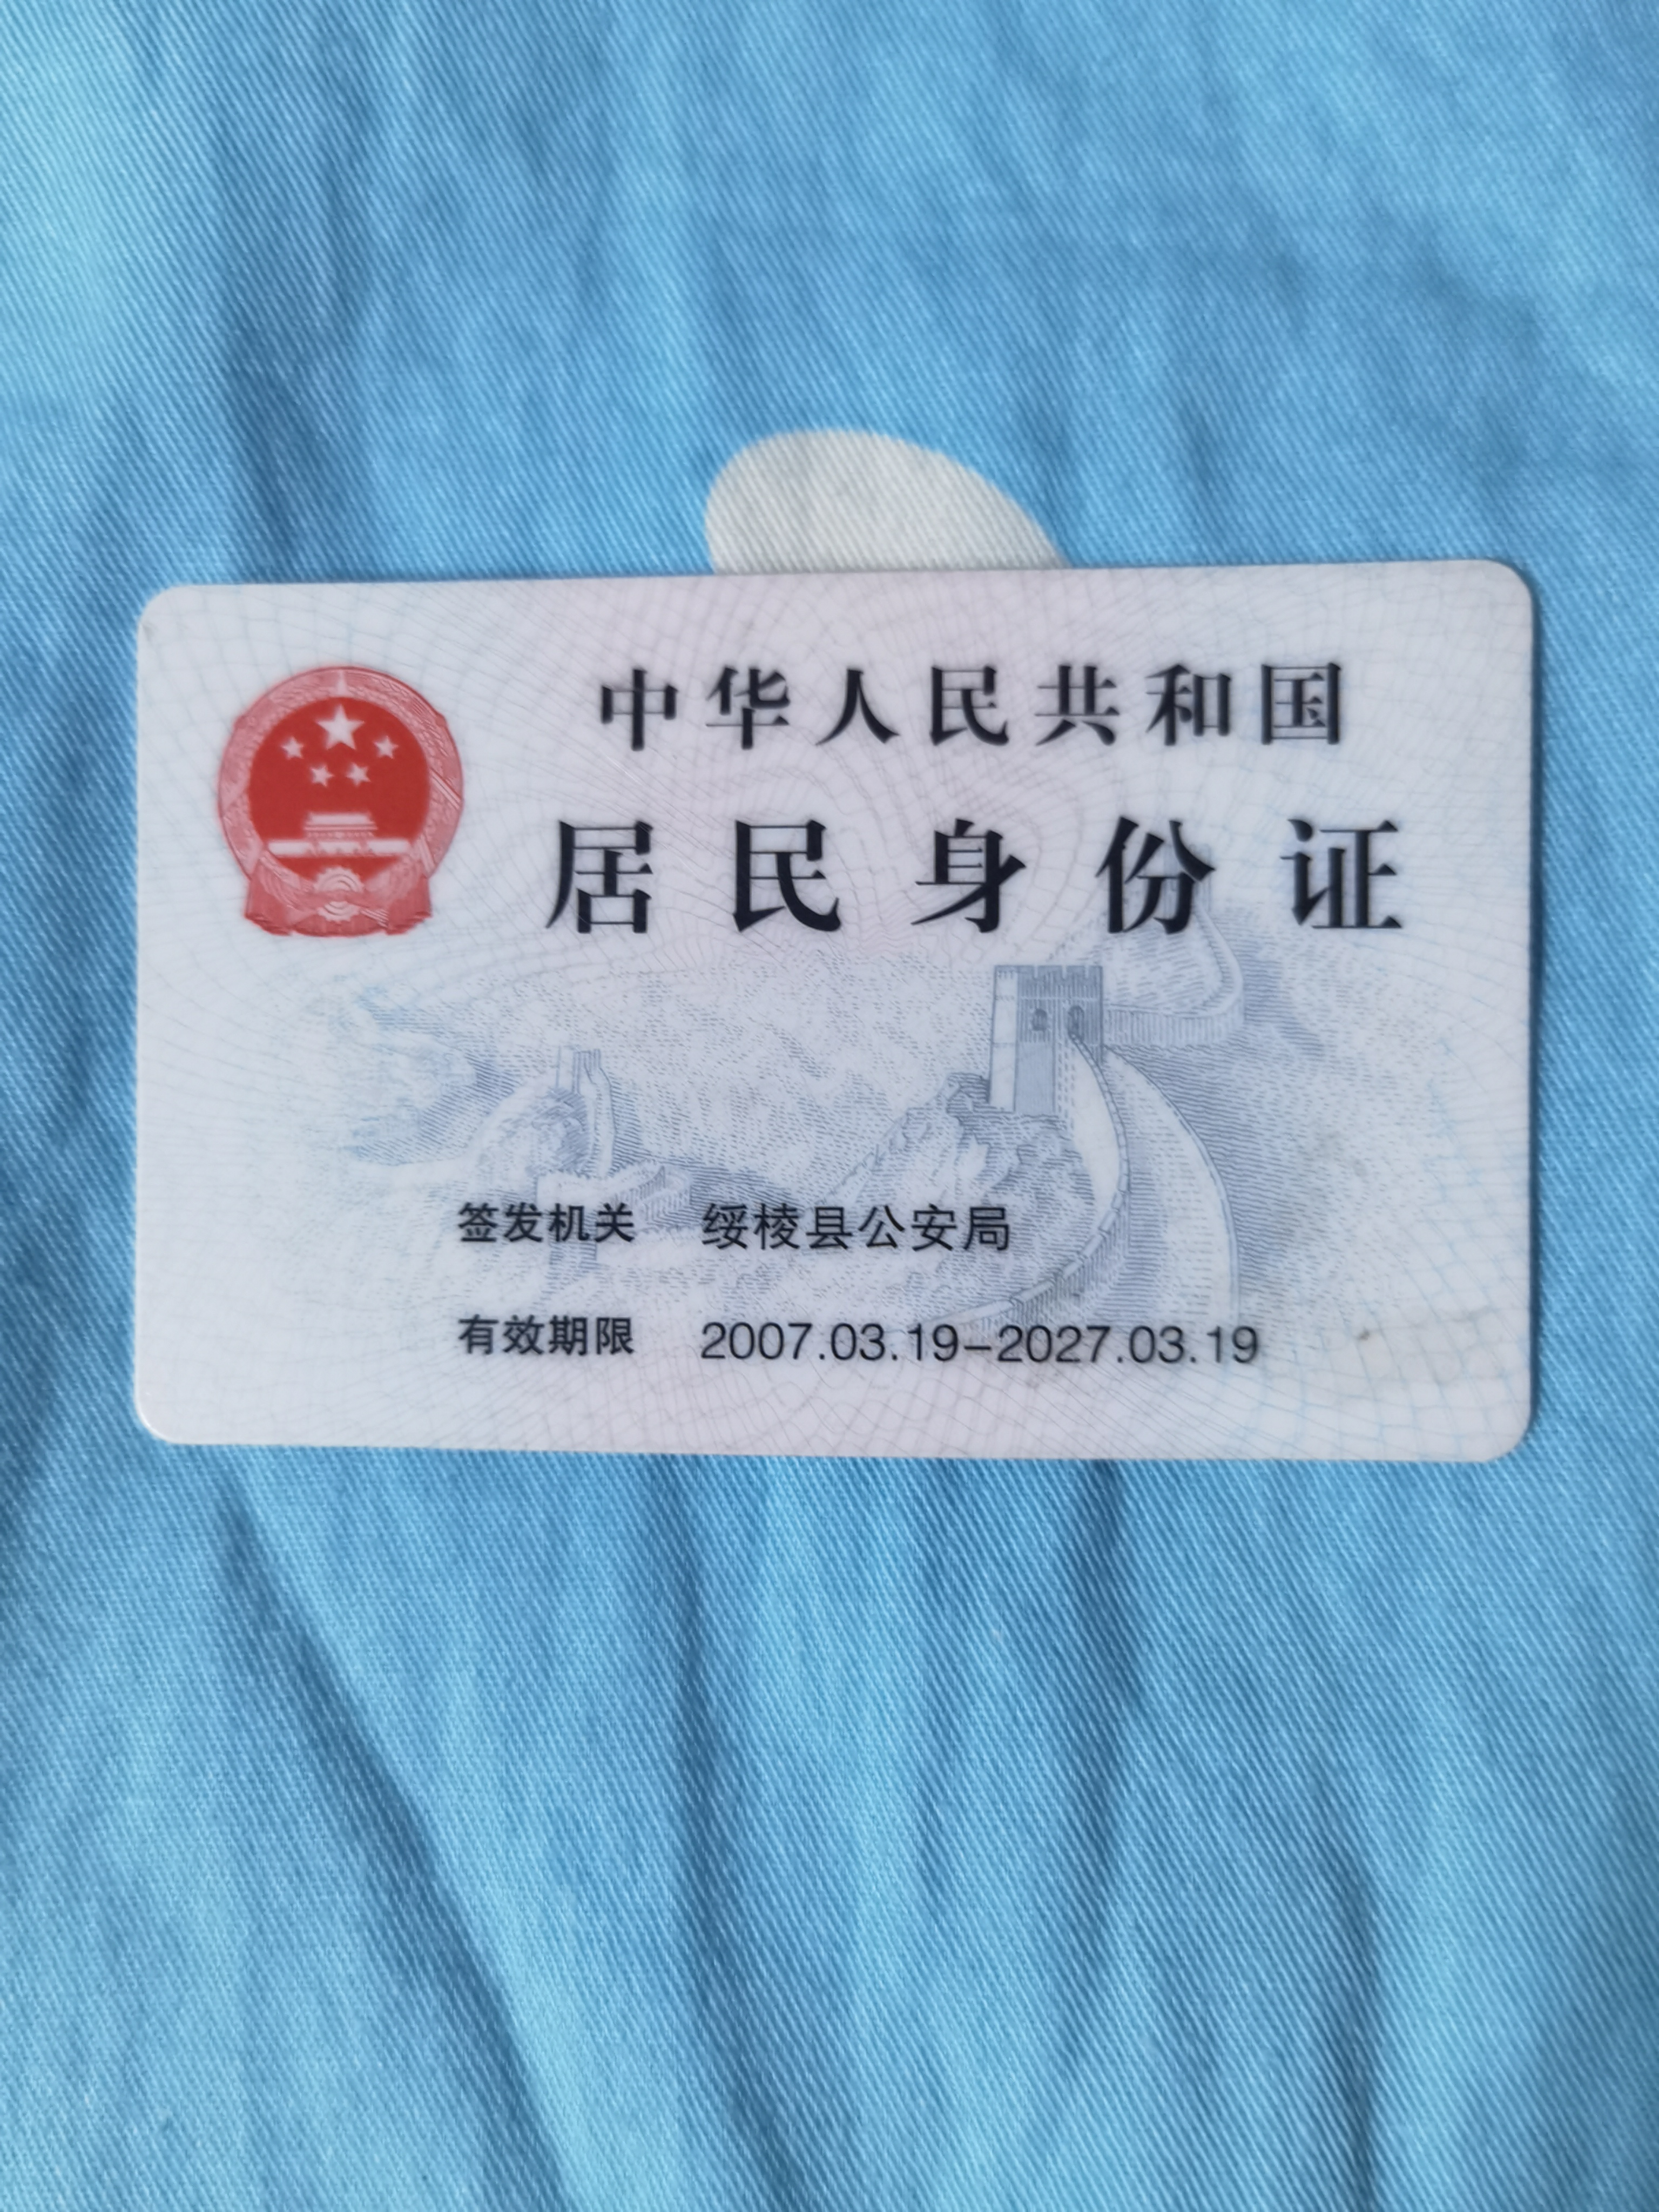 中华人民共和国
居民身份证
签发机关 绥棱县公安局
有效期限 2007.03.19-2027.03.19